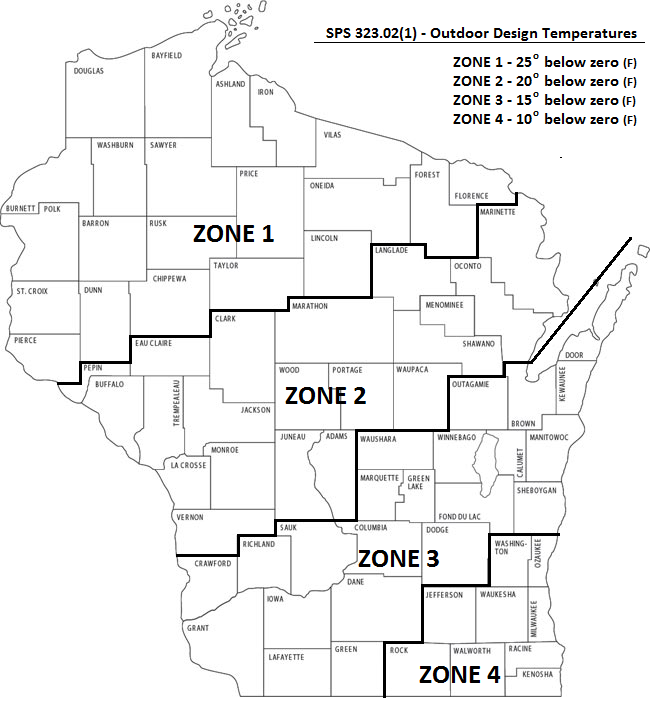 SPS 323.02(1) - Outdoor Design Temperatures
ZONE 1 - 25° below zero (F)
ZONE 2 - 20° below zero (F)
ZONE 3 - 15° below zero (F)
ZONE 4 - 10° below zero (F)
BAYFIELD
DOUGLAS
ASHLAND
IRON
VILAS
WASHBURN
SAWYER
PRICE
ONEIDA
FOREST
FLORENCE
BURNETT
POLK
BARRON
RUSK
MARINETTE
ZONE 1
LINCOLN
LANGLADE
TAYLOR
OCONTO
CHIPPEWA
ST. CROIX
DUNN
MARATHON
MENOMINEE
CLARK
PIERCE
EAU CLAIRE
SHAWANO
DOOR
PEPIN
WOOD
PORTAGE
WAUPACA
KEWAUNEE
BUFFALO
TREMPEALEAU
OUTAGAMIE
ZONE 2
JACKSON
BROWN
JUNEAU
ADAMS
WAUSHARA
WINNEBAGO
MANITOWOC
MONROE
CALUMET
LA CROSSE
MARQUETTE
GREEN
LAKE
SHEBOYGAN
VERNON
FOND DU LAC
SAUK
COLUMBIA
DODGE
RICHLAND
WASHING-
TON
OZAUKEE
CRAWFORD
ZONE 3
DANE
IOWA
JEFFERSON
WAUKESHA
MILWAUKEE
GRANT
GREEN
ROCK
WALWORTH
RACINE
LAFAYETTE
ZONE 4
KENOSHA